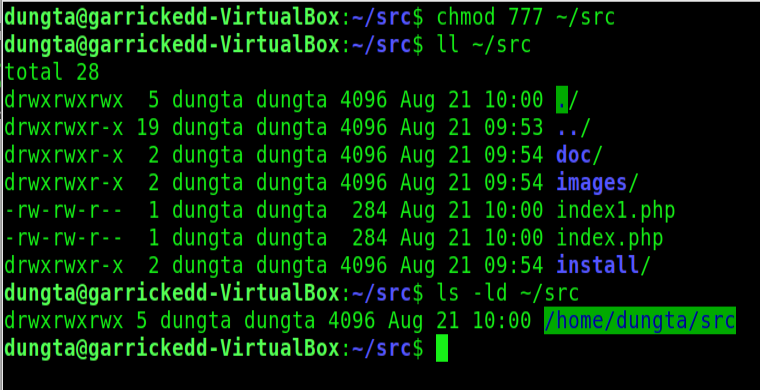 dungta@garrickedd-VirtualBox:~/src$ chmod 777 ~/src
dungta@garrickedd-VirtualBox:~/src$ ll ~/src
total 28
drwxrwxrwx  5 dungta dungta 4096 Aug 21 10:00 ./
drwxrwxr-x 19 dungta dungta 4096 Aug 21 09:53 ../
drwxrwxr-x  2 dungta dungta 4096 Aug 21 09:54 doc/
drwxrwxr-x  2 dungta dungta 4096 Aug 21 09:54 images/
-rw-rw-r--  1 dungta dungta  284 Aug 21 10:00 index1.php
-rw-rw-r--  1 dungta dungta  284 Aug 21 10:00 index.php
drwxrwxr-x  2 dungta dungta 4096 Aug 21 09:54 install/
dungta@garrickedd-VirtualBox:~/src$ ls -ld ~/src
drwxrwxrwx 5 dungta dungta 4096 Aug 21 10:00 /home/dungta/src
dungta@garrickedd-VirtualBox:~/src$